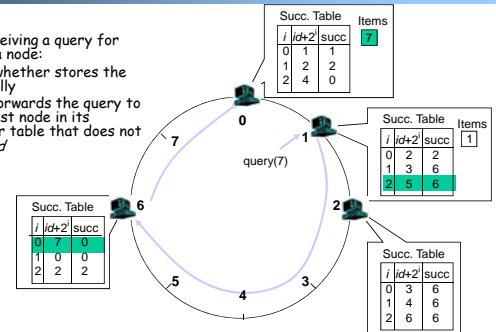 eiving a query for
node:
whether stores the
lly
orwards the query to
st node in its
r table that does not
Succ. Table
i id+2^i succ
0 1 1
1 2 2
2 4 0
Items
7
Succ. Table
i id+2^i succ
0 2 2
1 3 6
2 5 6
Items
1
query(7)
0
1
2
3
4
5
6
7
Succ. Table
i id+2^i succ
0 7 0
1 0 0
2 2 2
Succ. Table
i id+2^i succ
0 3 6
1 4 6
2 6 6